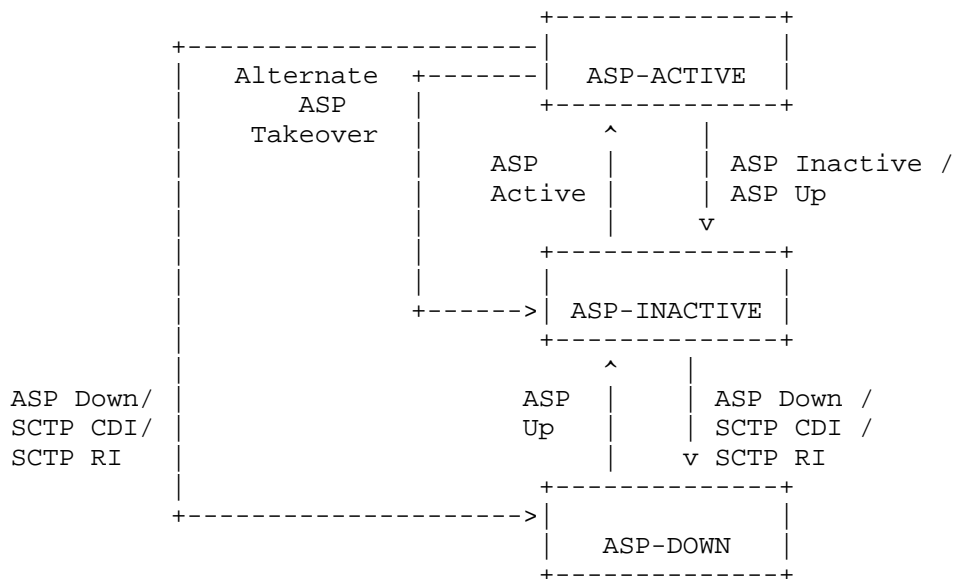 ASP-ACTIVE
Alternate
ASP
Takeover
ASP
Active
ASP Inactive /
ASP Up
ASP-INACTIVE
ASP Down/
SCTP CDI/
SCTP RI
ASP
Up
ASP Down /
SCTP CDI /
SCTP RI
ASP-DOWN